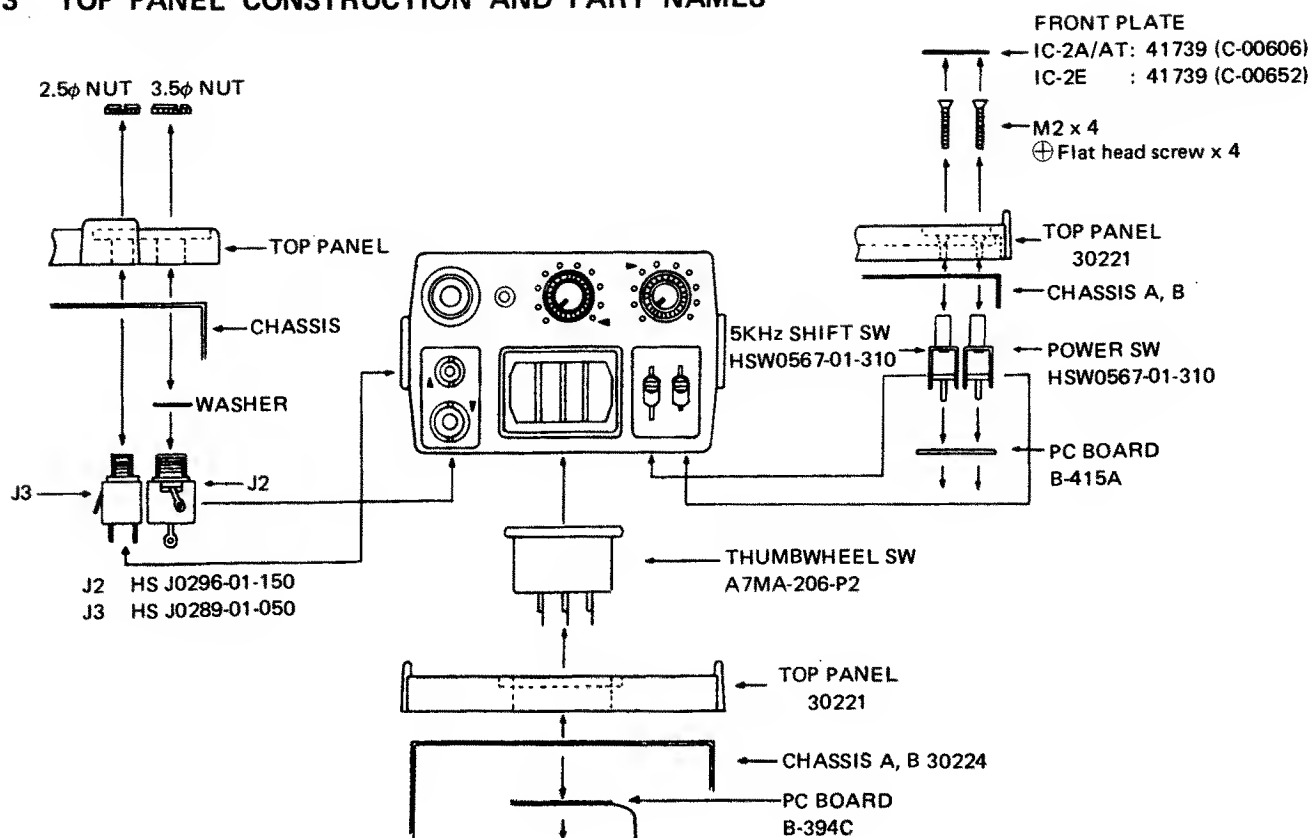 3 TOP PANEL CONSTRUCTION AND PART NAMES
FRONT PLATE
IC-2A/AT: 41739 (C-00606)
IC-2E : 41739 (C-00652)
2.5φ NUT 3.5φ NUT
M2 x 4
⊕ Flat head screw x 4
TOP PANEL
TOP PANEL
30221
CHASSIS A, B
CHASSIS
5KHz SHIFT SW
HSW0567-01-310
POWER SW
HSW0567-01-310
WASHER
PC BOARD
B-415A
J3
J2
J2 HS J0296-01-150
J3 HS J0289-01-050
THUMBWHEEL SW
A7MA-206-P2
TOP PANEL
30221
CHASSIS A, B 30224
PC BOARD
B-394C